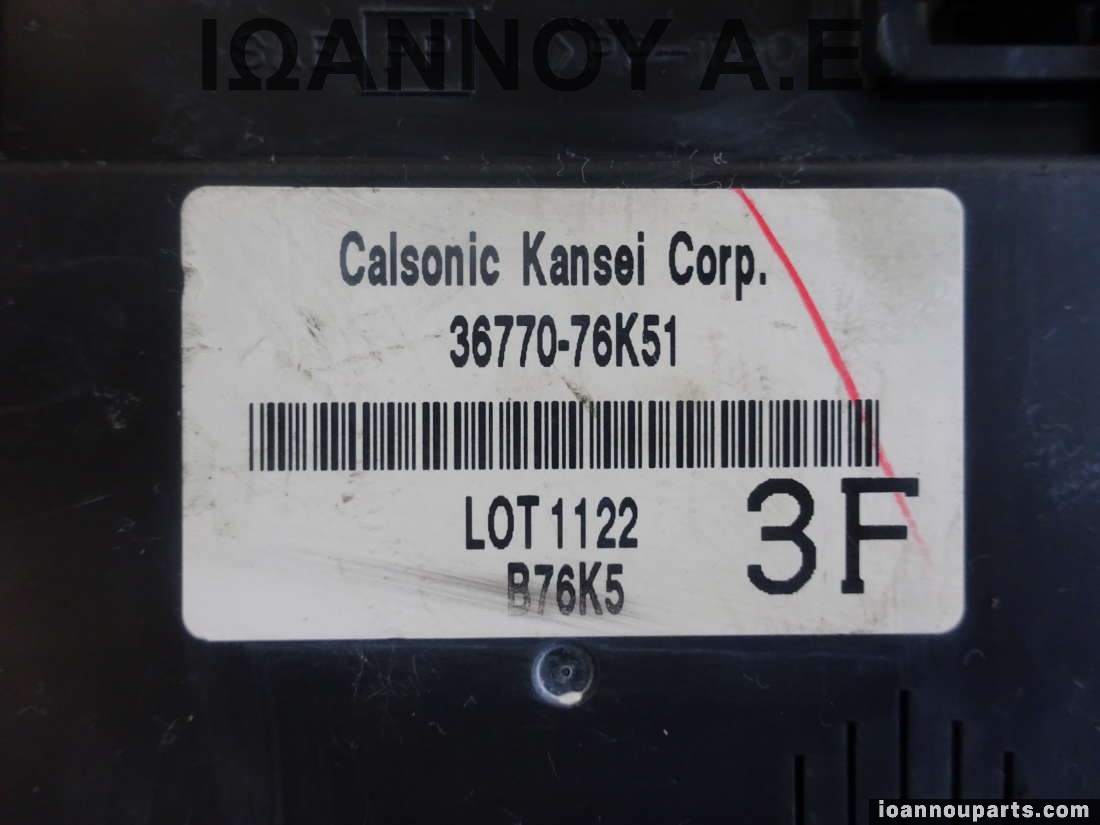 ΙΩΑΝΝΟΥ Α.Ε
Calsonic Kansei Corp.
36770-76K51
LOT 1122
3F
B76K5
ioannouparts.com